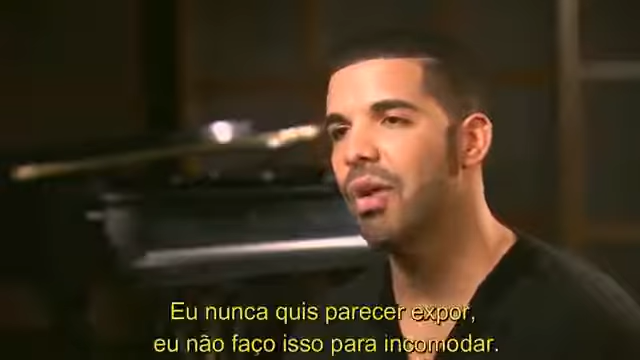 Eu nunca quis parecer expor,
eu não faço isso para incomodar.